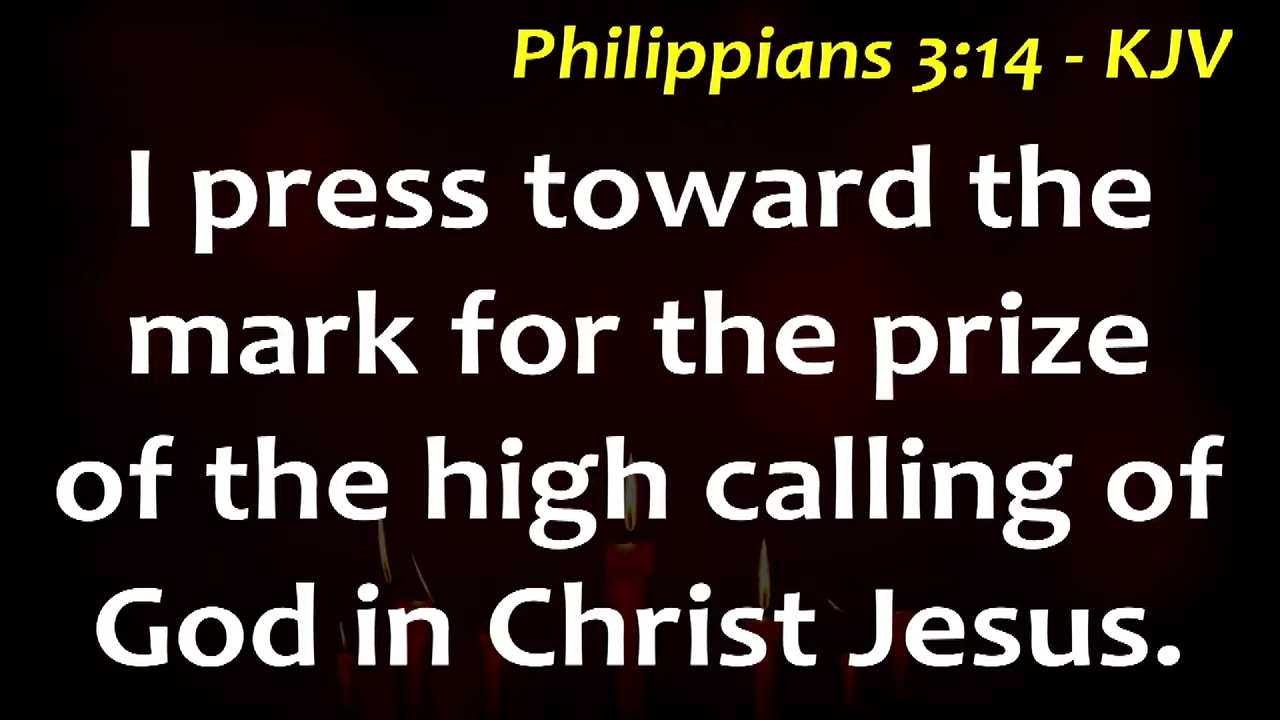 Philippians 3:14 - KJV
I press toward the
mark for the prize
of the high calling of
God in Christ Jesus.